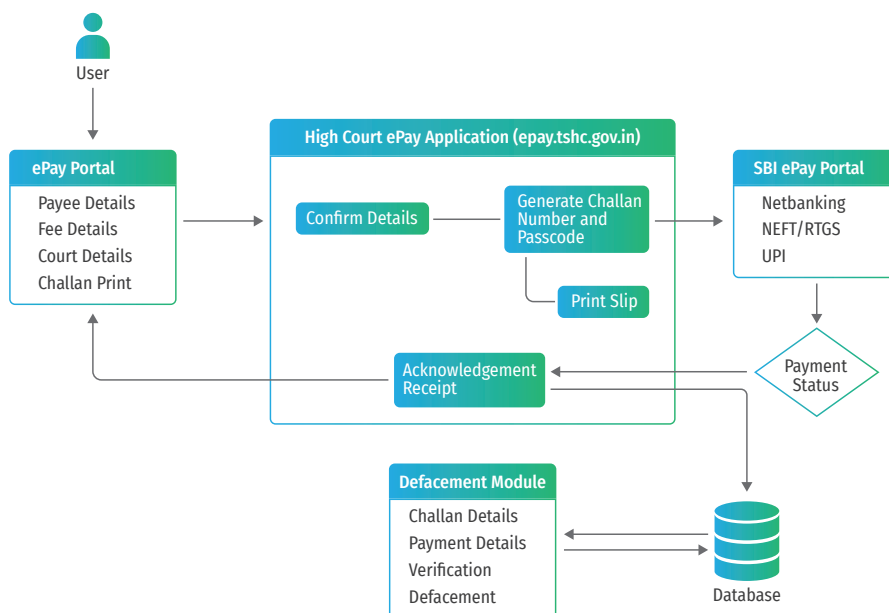 User
ePay Portal
Payee Details
Fee Details
Court Details
Challan Print
High Court ePay Application (epay.tshc.gov.in)
Confirm Details
Generate Challan
Number and
Passcode
Print Slip
Acknowledgement
Receipt
SBI ePay Portal
Netbanking
NEFT/RTGS
UPI
Payment
Status
Defacement Module
Challan Details
Payment Details
Verification
Defacement
Database